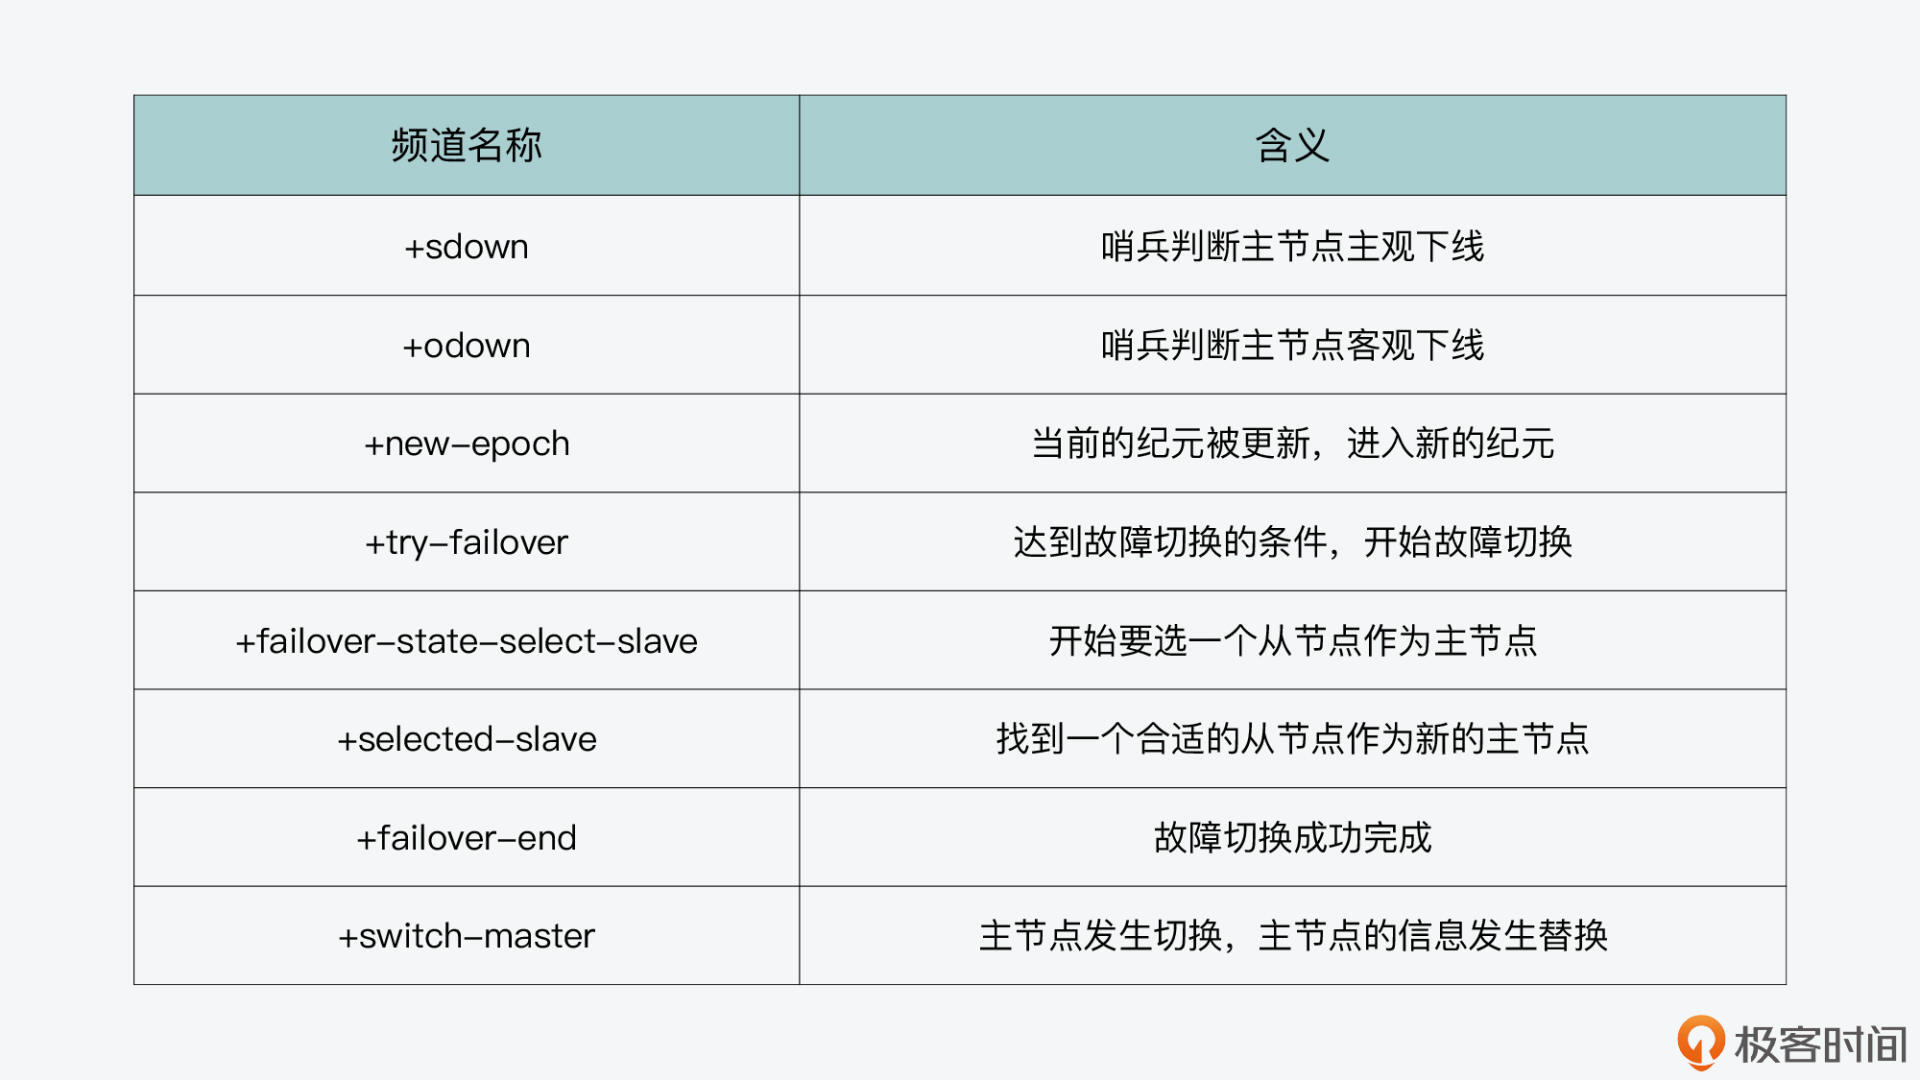 频道名称 含义
+sdown 哨兵判断主节点主观下线
+odown 哨兵判断主节点客观下线
+new-epoch 当前的纪元被更新，进入新的纪元
+try-failover 达到故障切换的条件，开始故障切换
+failover-state-select-slave 开始要选一个从节点作为主节点
+selected-slave 找到一个合适的从节点作为新的主节点
+failover-end 故障切换成功完成
+switch-master 主节点发生切换，主节点的信息发生替换
极客时间